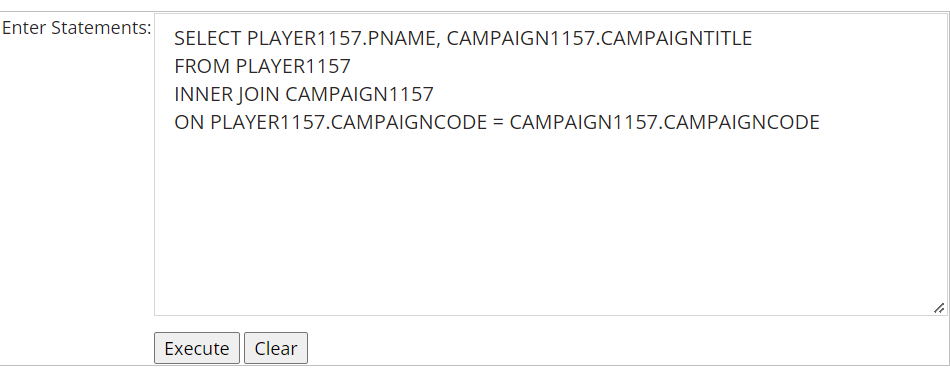 Enter Statements:
SELECT PLAYER1157.PNAME, CAMPAIGN1157.CAMPAIGNTITLE
FROM PLAYER1157
INNER JOIN CAMPAIGN1157
ON PLAYER1157.CAMPAIGNCODE = CAMPAIGN1157.CAMPAIGNCODE
Execute Clear